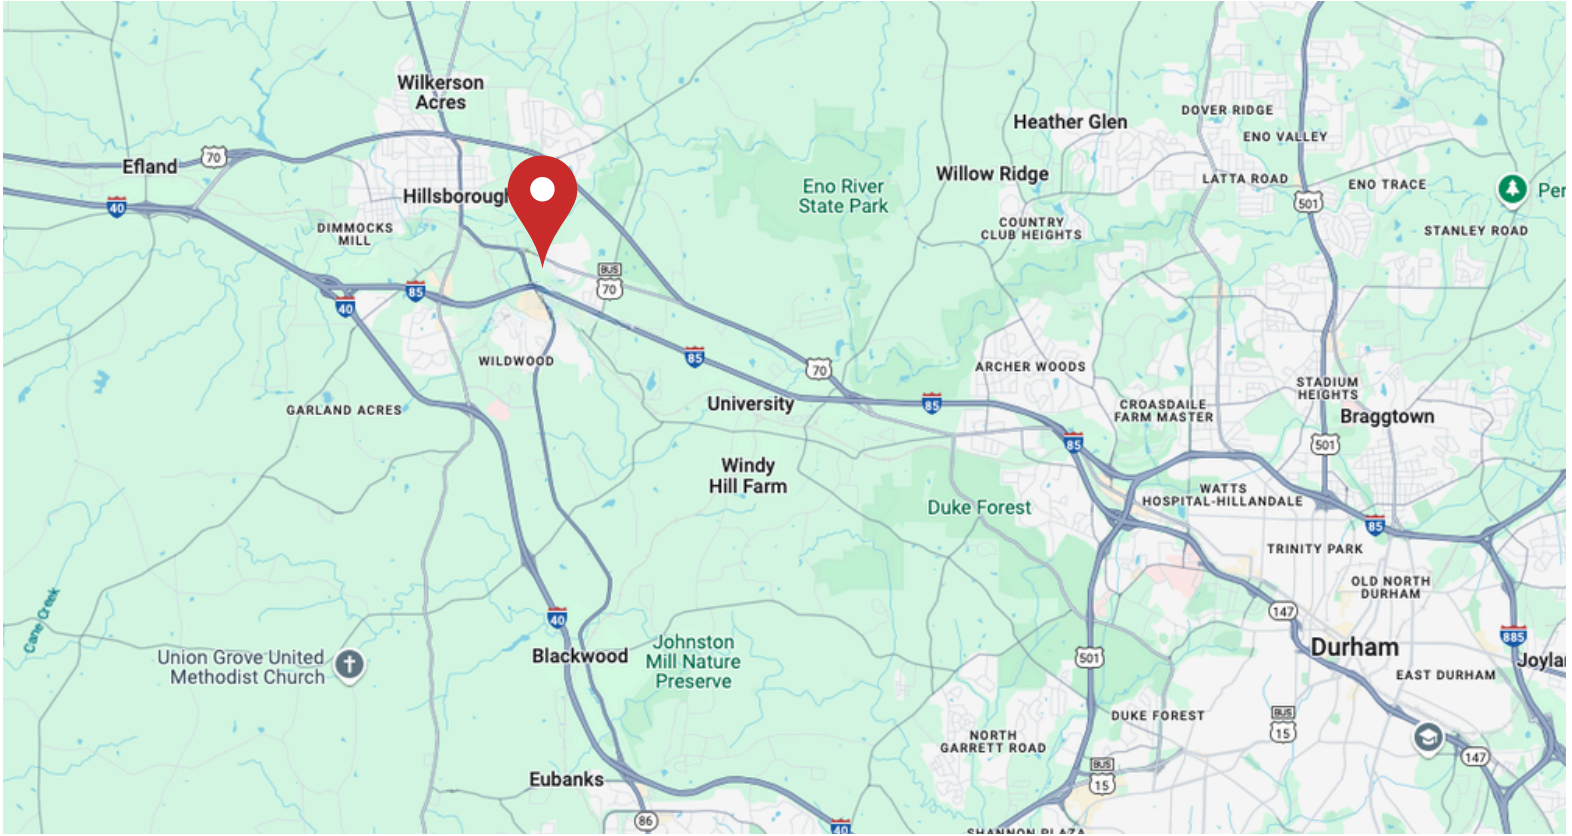 Wilkerson
Acres
Heather Glen
DOVER RIDGE
ENO VALLEY
70
Efland
Willow Ridge
LATTA ROAD
ENO TRACE
40
Hillsborough
Eno River
State Park
501
Per
DIMMOCKS
MILL
COUNTRY
CLUB HEIGHTS
STANLEY ROAD
BUS
70
85
40
WILDWOOD
85
70
ARCHER WOODS
STADIUM
HEIGHTS
GARLAND ACRES
University
85
CROASDAILE
FARM MASTER
Braggtown
85
501
Windy
Hill Farm
WATTS
HOSPITAL-HILLANDALE
Duke Forest
85
TRINITY PARK
OLD NORTH
DURHAM
Cane Creek
40
147
885
Union Grove United
Methodist Church
Blackwood
Johnston
Mill Nature
Preserve
501
Durham
Joylan
EAST DURHAM
DUKE FOREST
BUS
15
NORTH
GARRETT ROAD
147
Eubanks
BUS
15
86
40
SHANNON PLAZA